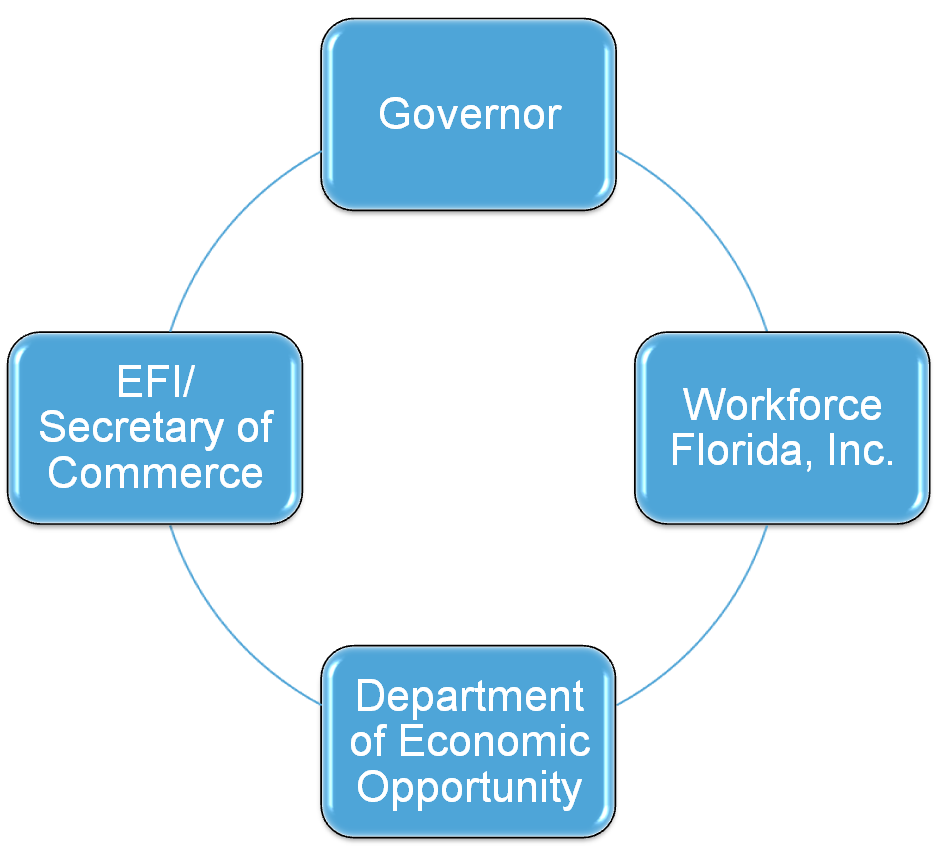 Governor
EFI/
Secretary of
Commerce
Workforce
Florida, Inc.
Department
of Economic
Opportunity